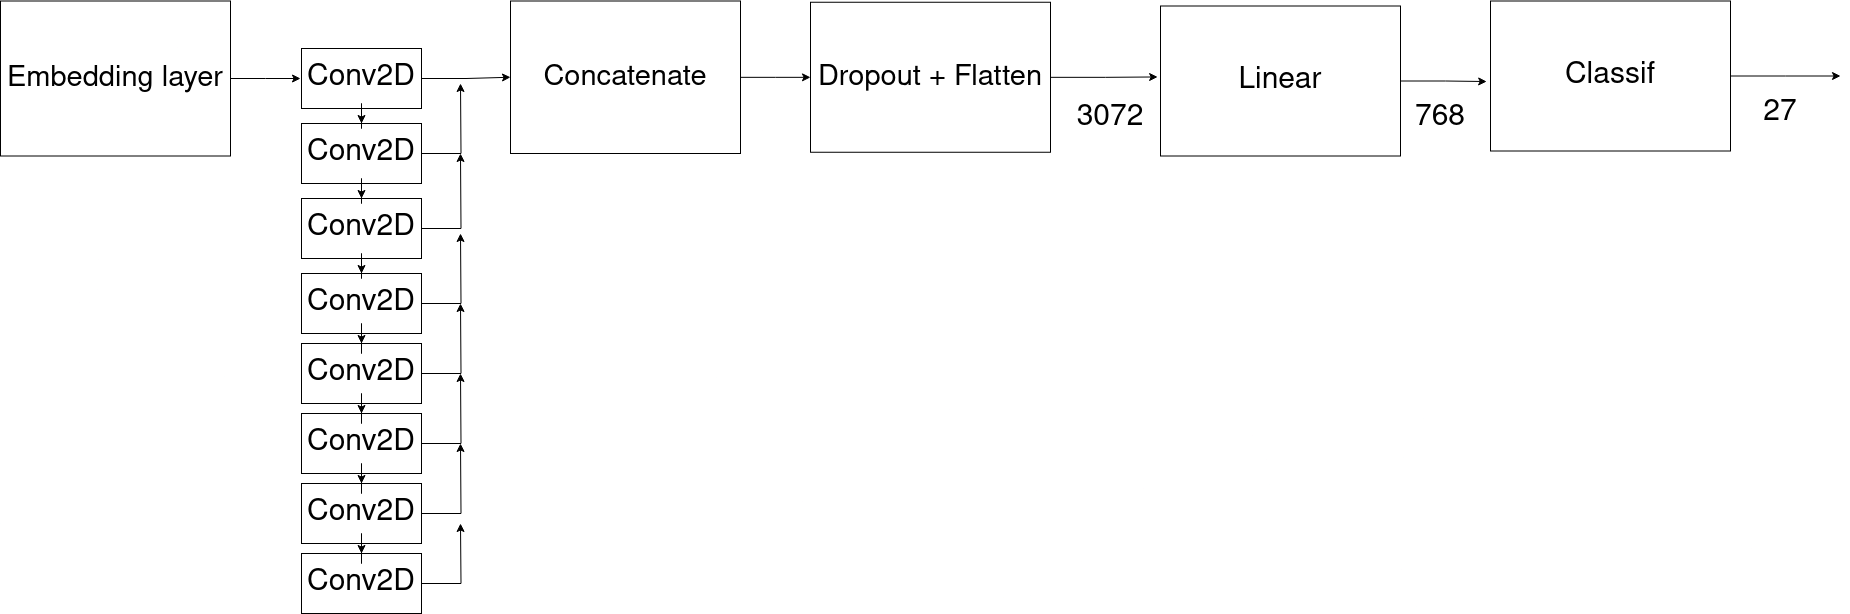 Embedding layer
Conv2D
Concatenate
Dropout + Flatten
3072
Linear
768
Classif
27
Conv2D
Conv2D
Conv2D
Conv2D
Conv2D
Conv2D
Conv2D